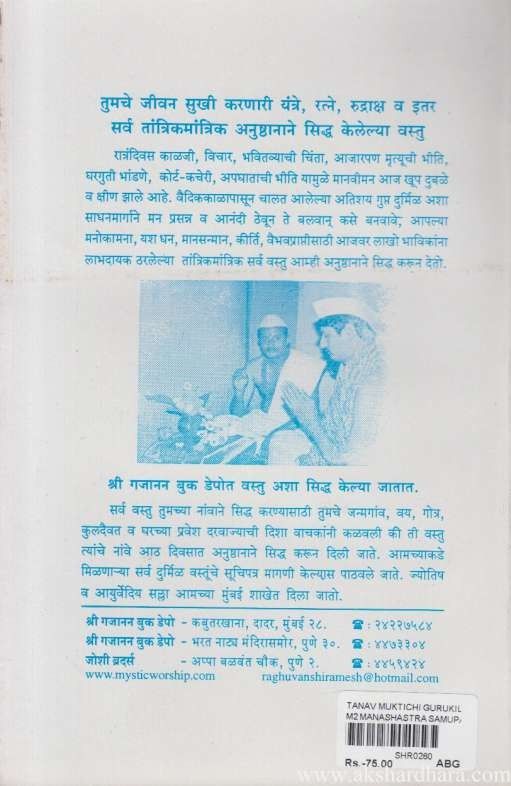 तुमचे जीवन सुखी करणारी यंत्रे, रत्ने, रुद्राक्ष व इतर
सर्व तांत्रिकमांत्रिक अनुष्ठानाने सिद्ध केलेल्या वस्तु
रात्रंदिवस काळजी, विचार, भवितव्याची चिंता, आजारपण मृत्यूची भीति,
घरगुती भांडणे, कोर्ट-कचेरी, अपघाताची भीति यामुळे मानवीमन आज खूप दुबळे
व क्षीण झाले आहे. वैदिककाळापासून चालत आलेल्या अतिशय गुप्त दुर्मिळ अशा
साधनमार्गाने मन प्रसन्न व आनंदी ठेवून ते बलवान् कसे बनवावे; आपल्या
मनोकामना, यश धन, मानसन्मान, कीर्ति, वैभवप्राप्तीसाठी आजवर लाखो भाविकांना
लाभदायक ठरलेल्या तांत्रिकमांत्रिक सर्व वस्तु आम्ही अनुष्ठानाने सिद्ध करून देतो.
श्री गजानन बुक डेपोत वस्तु अशा सिद्ध केल्या जातात.
सर्व वस्तु तुमच्या नांवाने सिद्ध करण्यासाठी तुमचे जन्मगांव, वय, गोत्र,
कुलदैवत व घरच्या प्रवेश दरवाज्याची दिशा वाचकांनी कळवली की ती वस्तु
त्यांचे नांवे आठ दिवसात अनुष्ठानाने सिद्ध करून दिली जाते. आमच्याकडे
मिळणाऱ्या सर्व दुर्मिळ वस्तूंचे सूचिपत्र मागणी केल्यास पाठवले जाते. ज्योतिष
व आयुर्वेदिय सल्ला आमच्या मुंबई शाखेत दिला जातो.
श्री गजानन बुक डेपो - कबुतरखाना, दादर, मुंबई २८. ☎ : २४२२७५८४
श्री गजानन बुक डेपो - भरत नाट्य मंदिरासमोर, पुणे ३०. ☎ : ४४७३३०४
जोशी ब्रदर्स - अप्पा बळवंत चौक, पुणे २. ☎ : ४४५९४२४
www.mysticworship.com raghuvanshiramesh@hotmail.com
TANAV MUKTICHI GURUKIL
M2 MANASHASTRA SAMUP
SHR0280
Rs.-75.00 ABG
www.akshardhara.com